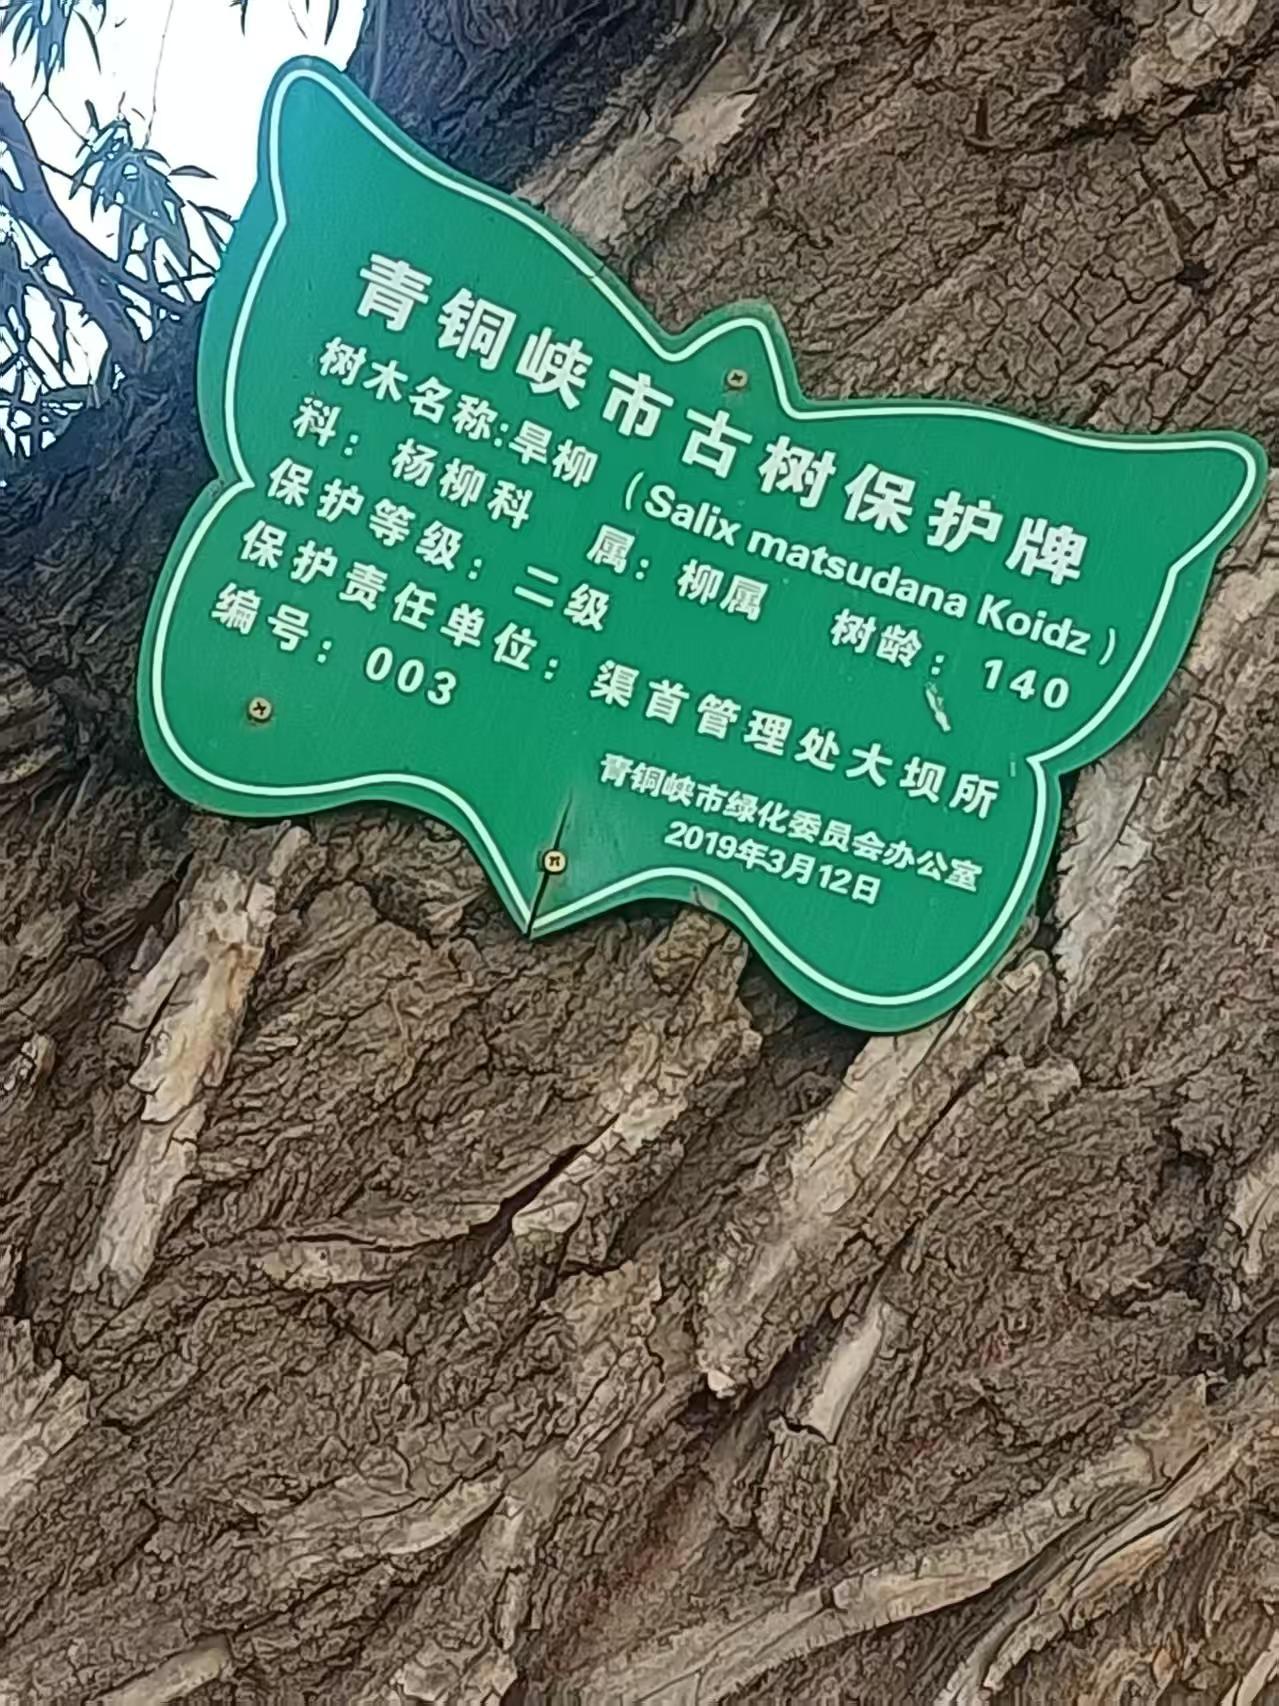 青铜峡市古树保护牌
树木名称:旱柳（Salix matsudana Koidz）
科：杨柳科 属：柳属 树龄：140
保护等级：二级
保护责任单位：渠首管理处大坝所
编号：003
青铜峡市绿化委员会办公室
2019年3月12日